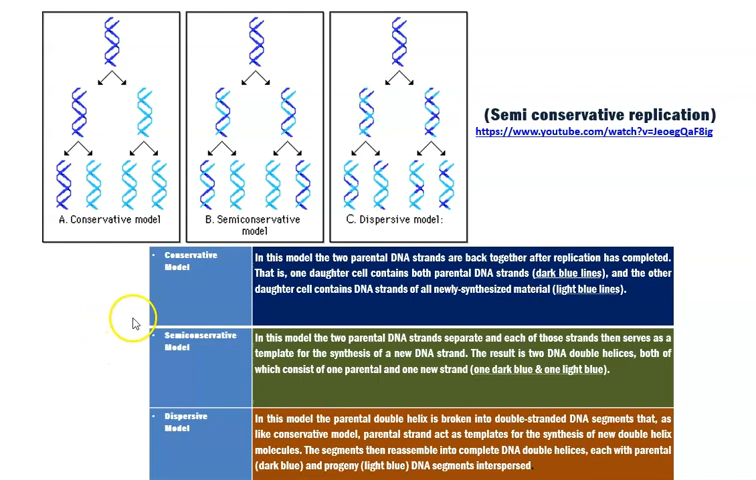 A. Conservative model
B. Semiconservative
model
C. Dispersive model:
(Semi conservative replication)
https://www.youtube.com/watch?v=JeoegQaF8ig
• Conservative
Model
In this model the two parental DNA strands are back together after replication has completed.
That is, one daughter cell contains both parental DNA strands (dark blue lines), and the other
daughter cell contains DNA strands of all newly-synthesized material (light blue lines).
• Semiconservative
Model
In this model the two parental DNA strands separate and each of those strands then serves as a
template for the synthesis of a new DNA strand. The result is two DNA double helices, both of
which consist of one parental and one new strand (one dark blue & one light blue).
• Dispersive
Model
In this model the parental double helix is broken into double-stranded DNA segments that, as
like conservative model, parental strand act as templates for the synthesis of new double helix
molecules. The segments then reassemble into complete DNA double helices, each with parental
(dark blue) and progeny (light blue) DNA segments interspersed.